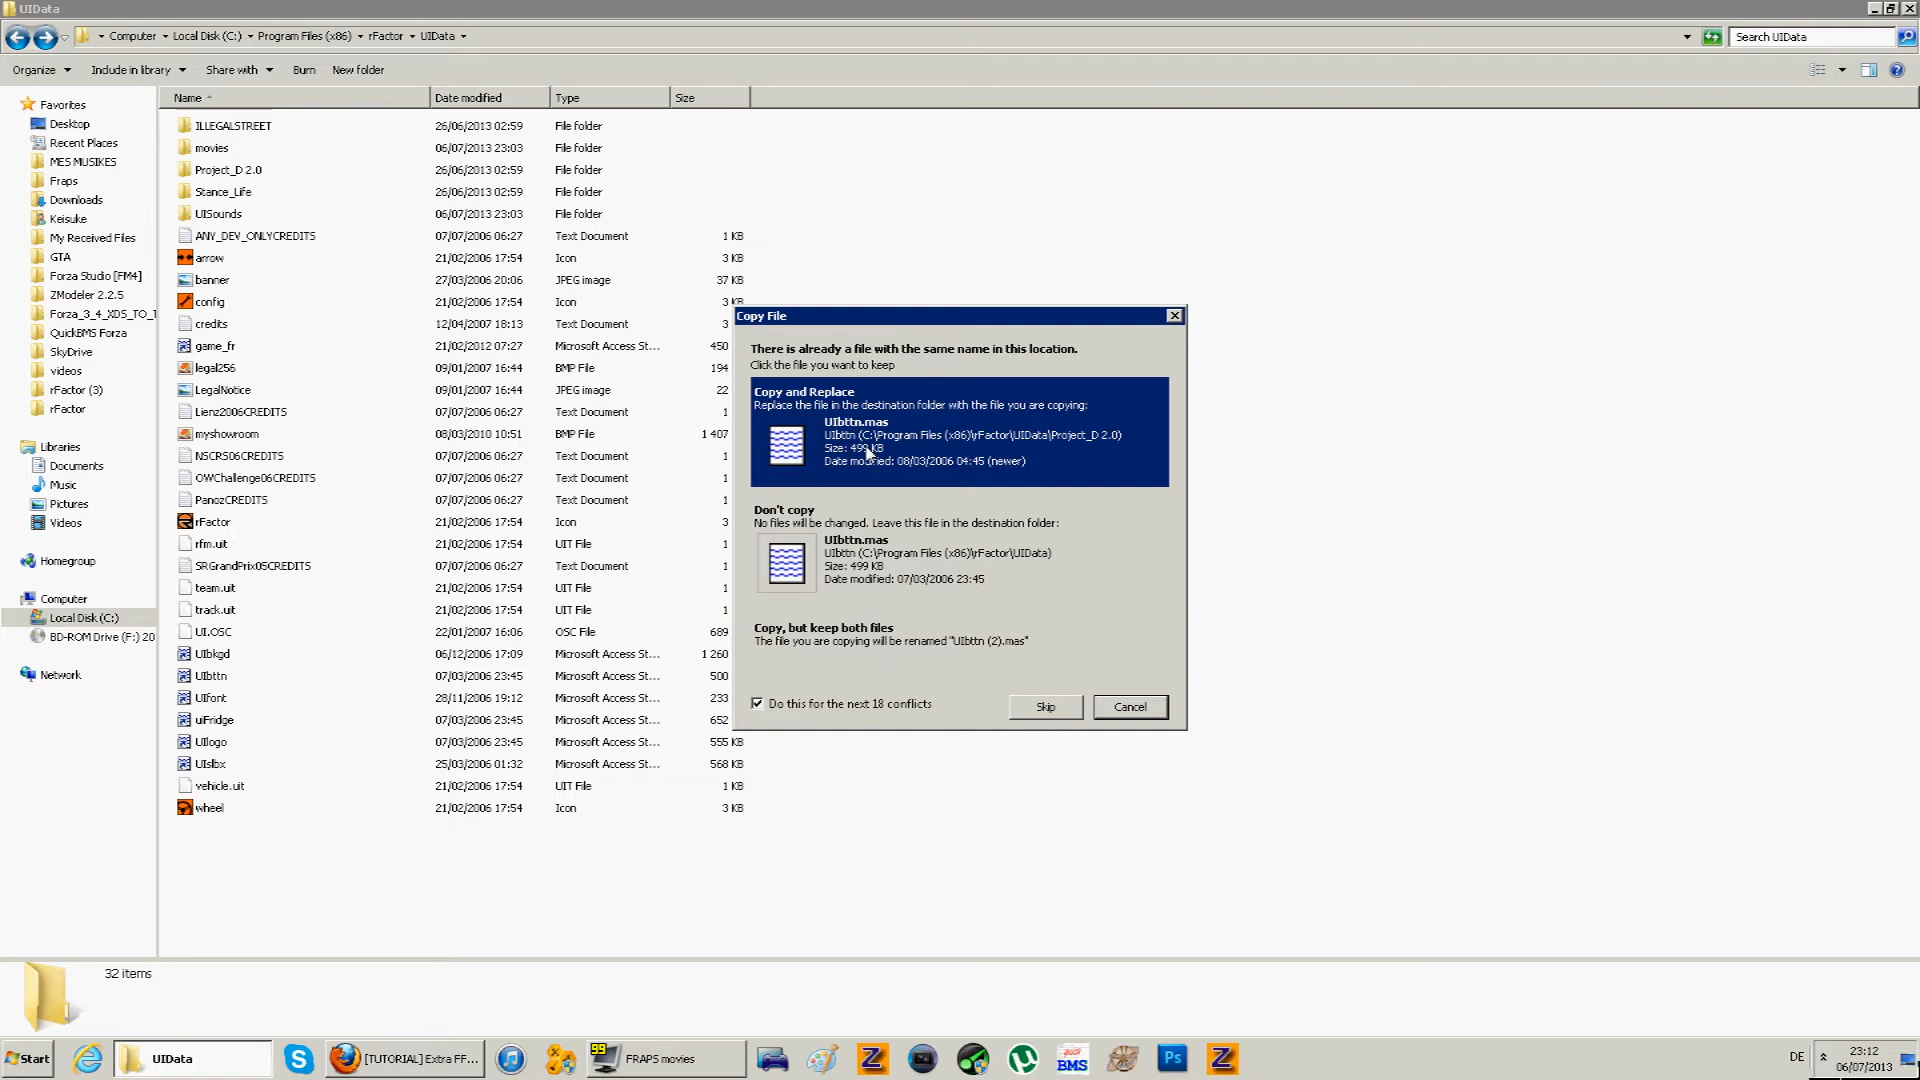 UIData
Computer Local Disk (C:) Program Files (x86) rFactor UIData
Search UIData
Organize Include in library Share with Burn New folder
Name Date modified Type Size
Favorites
Desktop
Recent Places
MES MUSIKES
Fraps
Downloads
Keisuke
My Received Files
GTA
Forza Studio [FM4]
ZModeler 2.2.5
Forza_3_4_XDS_TO_
QuickBMS Forza
SkyDrive
videos
rFactor (3)
rFactor
Libraries
Documents
Music
Pictures
Videos
Homegroup
Computer
Local Disk (C:)
BD-ROM Drive (F:) 20
Network
ILLEGALSTREET 26/06/2013 02:59 File folder
movies 06/07/2013 23:03 File folder
Project_D 2.0 26/06/2013 02:59 File folder
Stance_Life 26/06/2013 02:59 File folder
UISounds 06/07/2013 23:03 File folder
ANY_DEV_ONLYCREDITS 07/07/2006 06:27 Text Document 1 KB
arrow 21/02/2006 17:54 Icon 3 KB
banner 27/03/2006 20:06 JPEG image 37 KB
config 21/02/2006 17:54 Icon 3 KB
credits 12/04/2007 18:13 Text Document 3
game_fr 21/02/2012 07:27 Microsoft Access St... 450
legal256 09/01/2007 16:44 BMP File 194
LegalNotice 09/01/2007 16:44 JPEG image 22
Lienz2006CREDITS 07/07/2006 06:27 Text Document 1
myshowroom 08/03/2010 10:51 BMP File 1 407
NSCRS06CREDITS 07/07/2006 06:27 Text Document 1
OWChallenge06CREDITS 07/07/2006 06:27 Text Document 1
PanozCREDITS 07/07/2006 06:27 Text Document 1
rFactor 21/02/2006 17:54 Icon 3
rfm.uit 21/02/2006 17:54 UIT File 1
SRGrandPrix05CREDITS 07/07/2006 06:27 Text Document 1
team.uit 21/02/2006 17:54 UIT File 1
track.uit 21/02/2006 17:54 UIT File 1
UI.OSC 22/01/2007 16:06 OSC File 689
UIbkgd 06/12/2006 17:09 Microsoft Access St... 1 260
UIbttn 07/03/2006 23:45 Microsoft Access St... 500
UIfont 28/11/2006 19:12 Microsoft Access St... 233
uiFridge 07/03/2006 23:45 Microsoft Access St... 652
UIlogo 07/03/2006 23:45 Microsoft Access St... 555 KB
UIslbx 25/03/2006 01:32 Microsoft Access St... 568 KB
vehicle.uit 21/02/2006 17:54 UIT File 1 KB
wheel 21/02/2006 17:54 Icon 3 KB
Copy File
There is already a file with the same name in this location.
Click the file you want to keep
Copy and Replace
Replace the file in the destination folder with the file you are copying:
UIbttn.mas
UIbttn (C:\Program Files (x86)\rFactor\UIData\Project_D 2.0)
Size: 499 KB
Date modified: 08/03/2006 04:45 (newer)
Don't copy
No files will be changed. Leave this file in the destination folder:
UIbttn.mas
UIbttn (C:\Program Files (x86)\rFactor\UIData)
Size: 499 KB
Date modified: 07/03/2006 23:45
Copy, but keep both files
The file you are copying will be renamed "UIbttn (2).mas"
Do this for the next 18 conflicts Skip Cancel
32 items
Start UIData [TUTORIAL] Extra FF... 99 FRAPS movies BMS Ps DE 23:12
06/07/2013